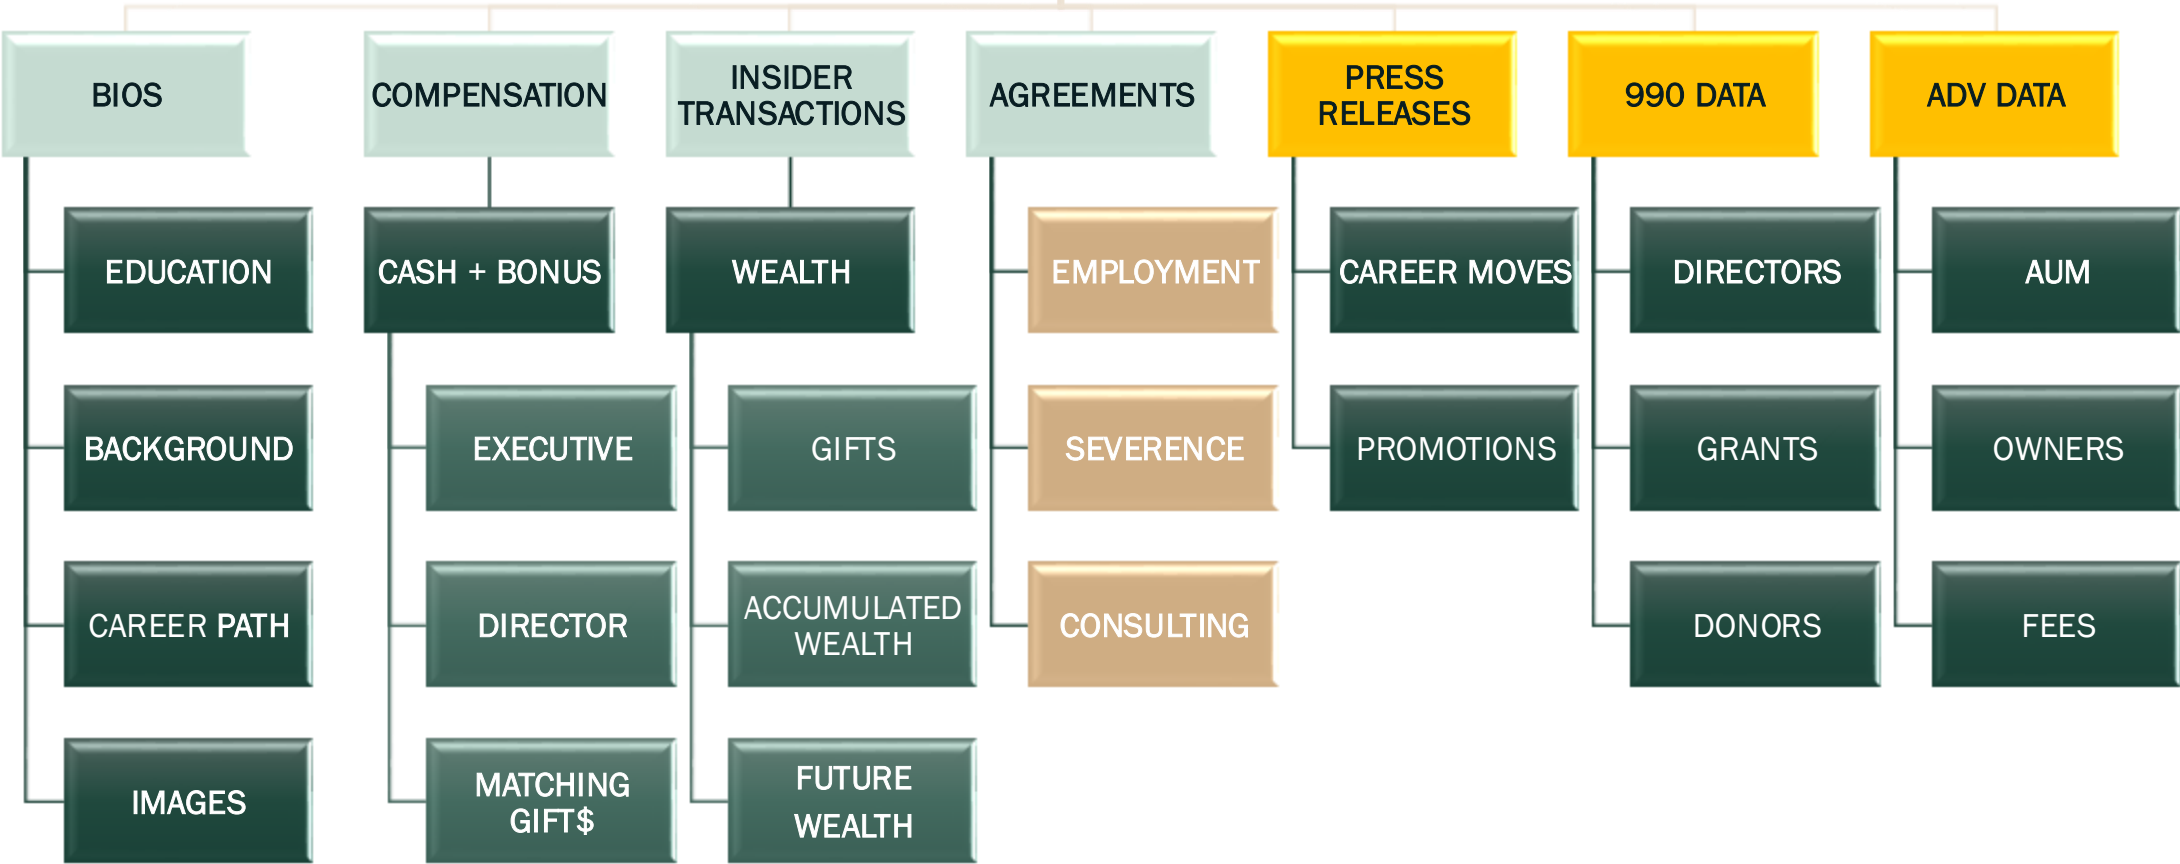 BIOS
COMPENSATION
INSIDER
TRANSACTIONS
AGREEMENTS
PRESS
RELEASES
990 DATA
ADV DATA
EDUCATION
CASH + BONUS
WEALTH
EMPLOYMENT
CAREER MOVES
DIRECTORS
AUM
BACKGROUND
EXECUTIVE
GIFTS
SEVERENCE
PROMOTIONS
GRANTS
OWNERS
CAREER PATH
DIRECTOR
ACCUMULATED
WEALTH
CONSULTING
DONORS
FEES
IMAGES
MATCHING
GIFT$
FUTURE
WEALTH